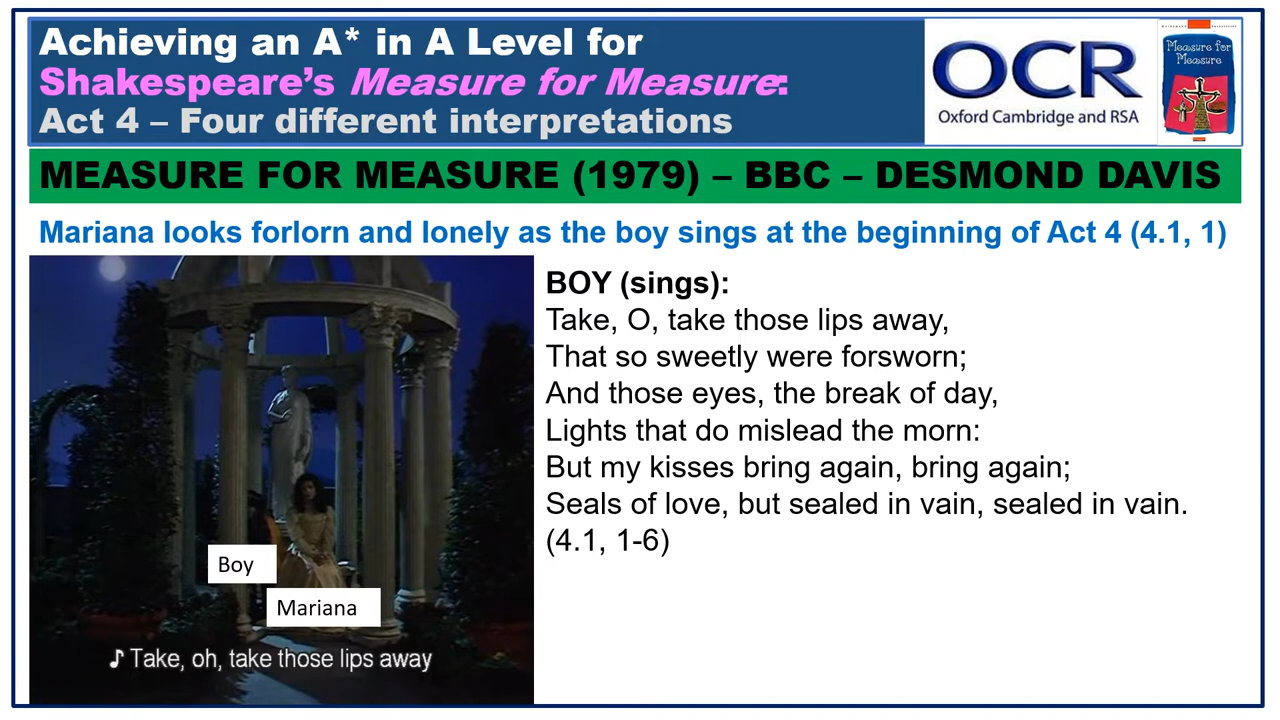 Achieving an A* in A Level for
Shakespeare's Measure for Measure:
Act 4 – Four different interpretations
OCR
Oxford Cambridge and RSA
Measure for
Measure
MEASURE FOR MEASURE (1979) – BBC – DESMOND DAVIS
Mariana looks forlorn and lonely as the boy sings at the beginning of Act 4 (4.1, 1)
BOY (sings):
Take, O, take those lips away,
That so sweetly were forsworn;
And those eyes, the break of day,
Lights that do mislead the morn:
But my kisses bring again, bring again;
Seals of love, but sealed in vain, sealed in vain.
(4.1, 1-6)
Boy
Mariana
♪ Take, oh, take those lips away